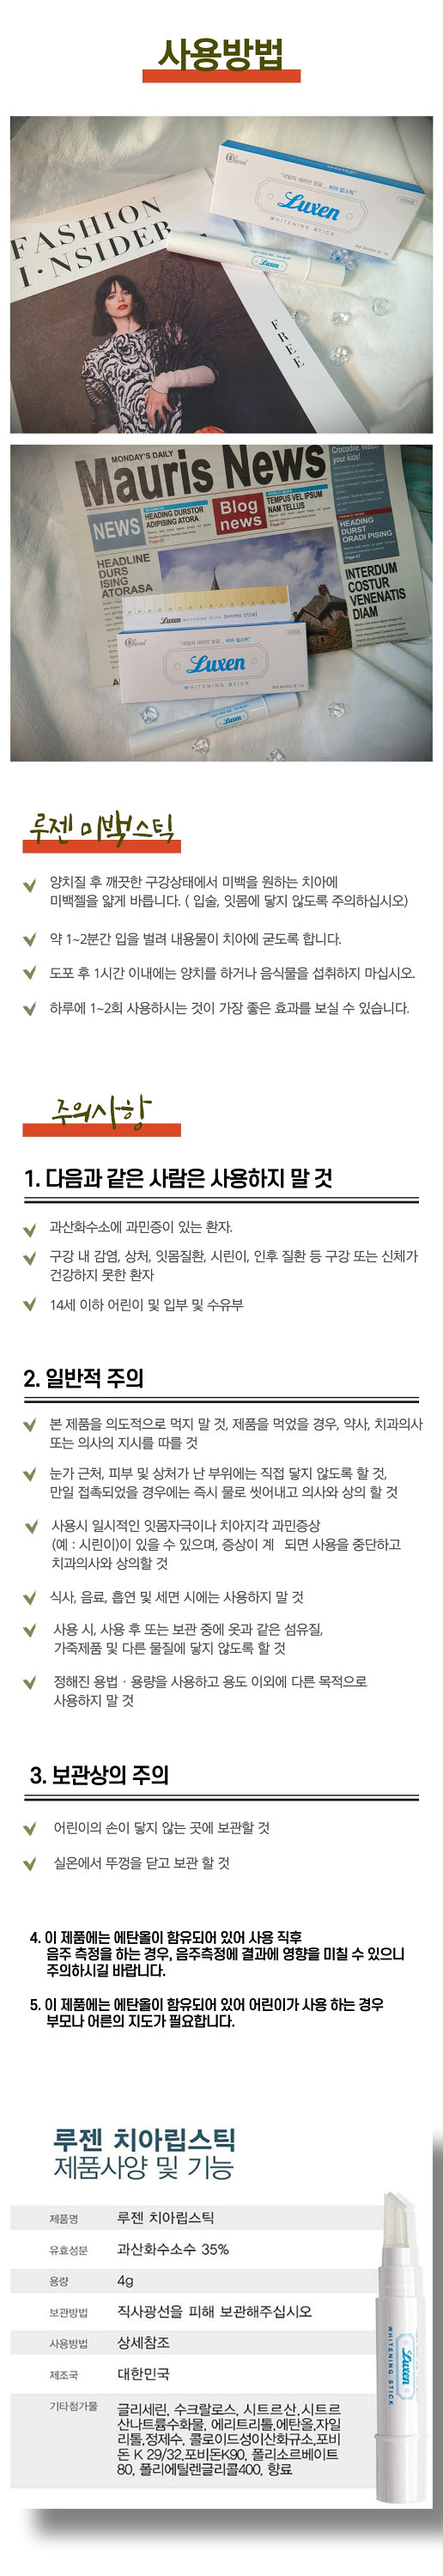 사용방법
FASHION
I·NSIDER
FREE
"내일의 새하얀 웃음_ 치아 립스틱"
Luxen
WHITENING STICK
Luxen
MONDAY'S DAILY
Mauris News
Crocodile.
your kids!
NEWS
HEADING DURSTOR
ADIPISING ATORA
Blog
news
TEMPUS VEL IPSUM
NAM TELLUS
HEADING
DURST
ORADI PISING
HEADLINE
DURS
ISING
ATORASA
INTERDUM
COSTUR
VENENATIS
DIAM
Luxen WHITENING STICK
"내일의 새하얀 웃음_ 치아 립스틱"
Luxen
WHITENING STICK
Luxen
루젠 미백스틱
양치질 후 깨끗한 구강상태에서 미백을 원하는 치아에
미백젤을 얇게 바릅니다. ( 입술, 잇몸에 닿지 않도록 주의하십시오)
약 1~2분간 입을 벌려 내용물이 치아에 굳도록 합니다.
도포 후 1시간 이내에는 양치를 하거나 음식물을 섭취하지 마십시오.
하루에 1~2회 사용하시는 것이 가장 좋은 효과를 보실 수 있습니다.
주의사항
1. 다음과 같은 사람은 사용하지 말 것
과산화수소에 과민증이 있는 환자.
구강 내 감염, 상처, 잇몸질환, 시린이, 인후 질환 등 구강 또는 신체가
건강하지 못한 환자
14세 이하 어린이 및 입부 및 수유부
2. 일반적 주의
본 제품을 의도적으로 먹지 말 것, 제품을 먹었을 경우, 약사, 치과의사
또는 의사의 지시를 따를 것
눈가 근처, 피부 및 상처가 난 부위에는 직접 닿지 않도록 할 것,
만일 접촉되었을 경우에는 즉시 물로 씻어내고 의사와 상의 할 것
사용시 일시적인 잇몸자극이나 치아지각 과민증상
(예 : 시린이)이 있을 수 있으며, 증상이 계 되면 사용을 중단하고
치과의사와 상의할 것
식사, 음료, 흡연 및 세면 시에는 사용하지 말 것
사용 시, 사용 후 또는 보관 중에 옷과 같은 섬유질,
가죽제품 및 다른 물질에 닿지 않도록 할 것
정해진 용법 · 용량을 사용하고 용도 이외에 다른 목적으로
사용하지 말 것
3. 보관상의 주의
어린이의 손이 닿지 않는 곳에 보관할 것
실온에서 뚜껑을 닫고 보관 할 것
4. 이 제품에는 에탄올이 함유되어 있어 사용 직후
음주 측정을 하는 경우, 음주측정에 결과에 영향을 미칠 수 있으니
주의하시길 바랍니다.
5. 이 제품에는 에탄올이 함유되어 있어 어린이가 사용 하는 경우
부모나 어른의 지도가 필요합니다.
루젠 치아립스틱
제품사양 및 기능
제품명 루젠 치아립스틱
유효성분 과산화수소수 35%
용량 4g
보관방법 직사광선을 피해 보관해주십시오
사용방법 상세참조
제조국 대한민국
기타첨가물 글리세린, 수크랄로스, 시트르산,시트르
산나트륨수화물, 에리트리톨,에탄올,자일
리톨,정제수, 콜로이드성이산화규소,포비
돈 K 29/32,포비돈K90, 폴리소르베이트
80, 폴리에틸렌글리콜400, 향료
Luxen
WHITENING STICK